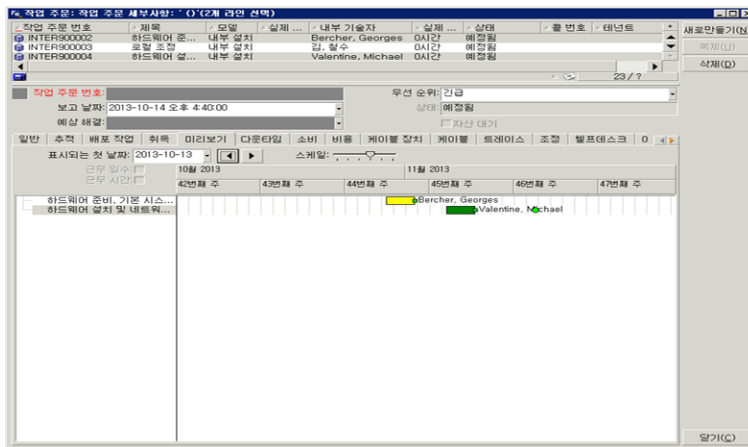 작업 주문: 작업 주문 세부사항: ' ()'(2개 라인 선택)
작업 주문 번호 제목 모델 실제 ... 내부 기술자 실제 ... 상태 콜 번호 테넌트
INTER900002 하드웨어 준... 내부 설치 Bercher, Georges 0시간 예정됨
INTER900003 로컬 조정 내부 설치 김, 철수 0시간 예정됨
INTER900004 하드웨어 설... 내부 설치 Valentine, Michael 0시간 예정됨
23 / ?
새로만들기(N)
복제(U)
삭제(D)
작업 주문 번호: 우선 순위: 긴급
보고 날짜: 2013-10-14 오후 4:40:00 상태: 예정됨
예상 해결: 자산 대기
일반 추적 배포 작업 취득 미리보기 다운타임 소비 비용 케이블 장치 케이블 트레이스 조정 헬프데스크
표시되는 첫 날짜: 2013-10-13 스케일:
근무 일수: 10월 2013 11월 2013
근무 시간: 42번째 주 43번째 주 44번째 주 45번째 주 46번째 주 47번째 주
하드웨어 준비, 기본 시스... Bercher, Georges
하드웨어 설치 및 네트워... Valentine, Michael
닫기(C)